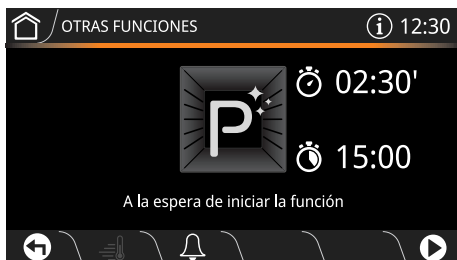 OTRAS FUNCIONES
i 12:30
P
02:30'
15:00
A la espera de iniciar la función